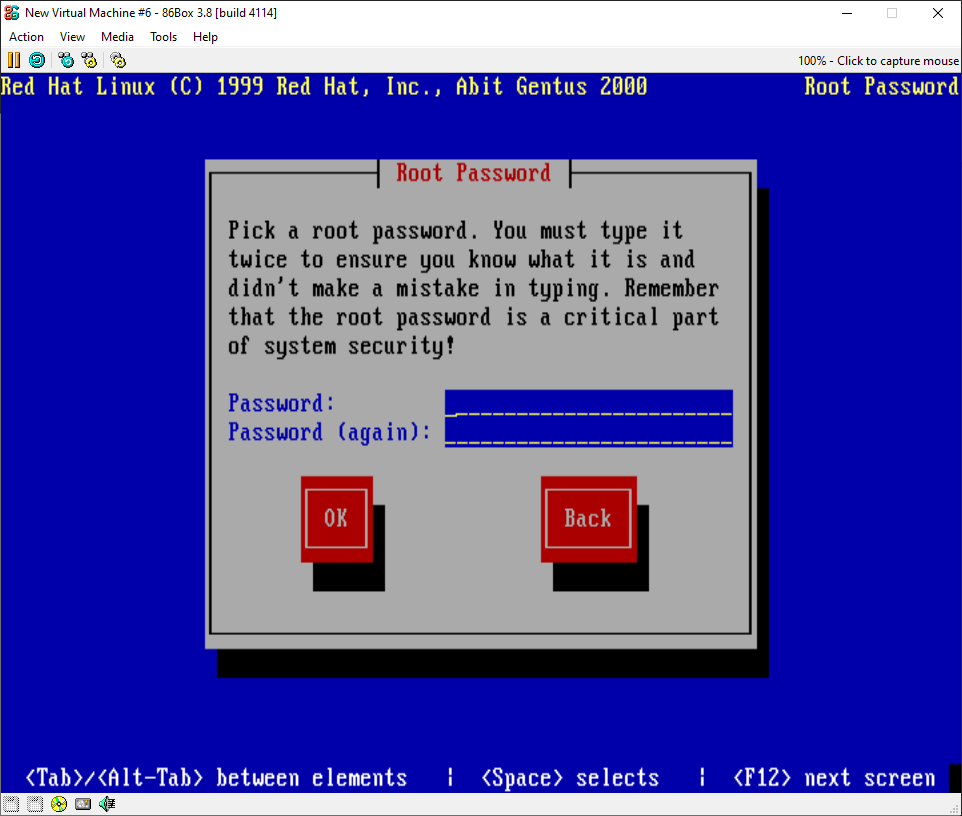 New Virtual Machine #6 - 86Box 3.8 [build 4114]
Action View Media Tools Help
100% - Click to capture mouse
Red Hat Linux (C) 1999 Red Hat, Inc., Abit Gentus 2000 Root Password
Root Password
Pick a root password. You must type it
twice to ensure you know what it is and
didn't make a mistake in typing. Remember
that the root password is a critical part
of system security!
Password:
Password (again):
OK Back
<Tab>/<Alt-Tab> between elements | <Space> selects | <F12> next screen